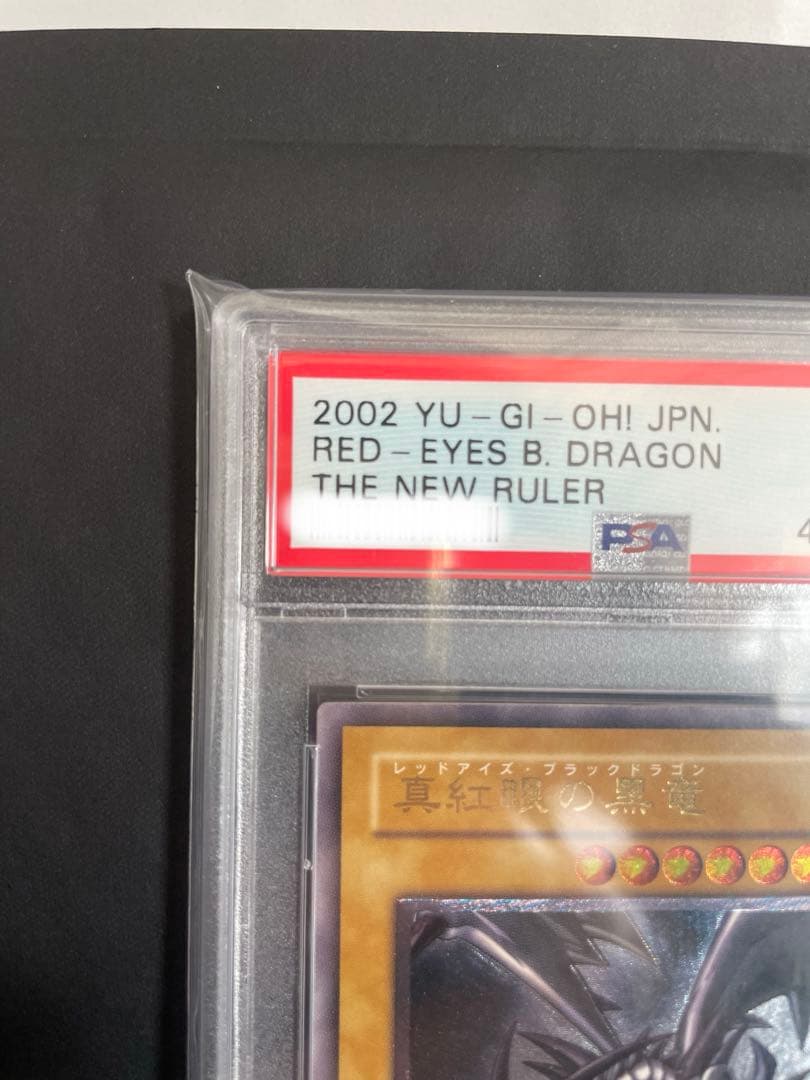 2002 YU-GI-OH! JPN.
RED-EYES B. DRAGON
THE NEW RULER
PSA
4
レッドアイズ・ブラックドラゴン
真紅眼の黒竜